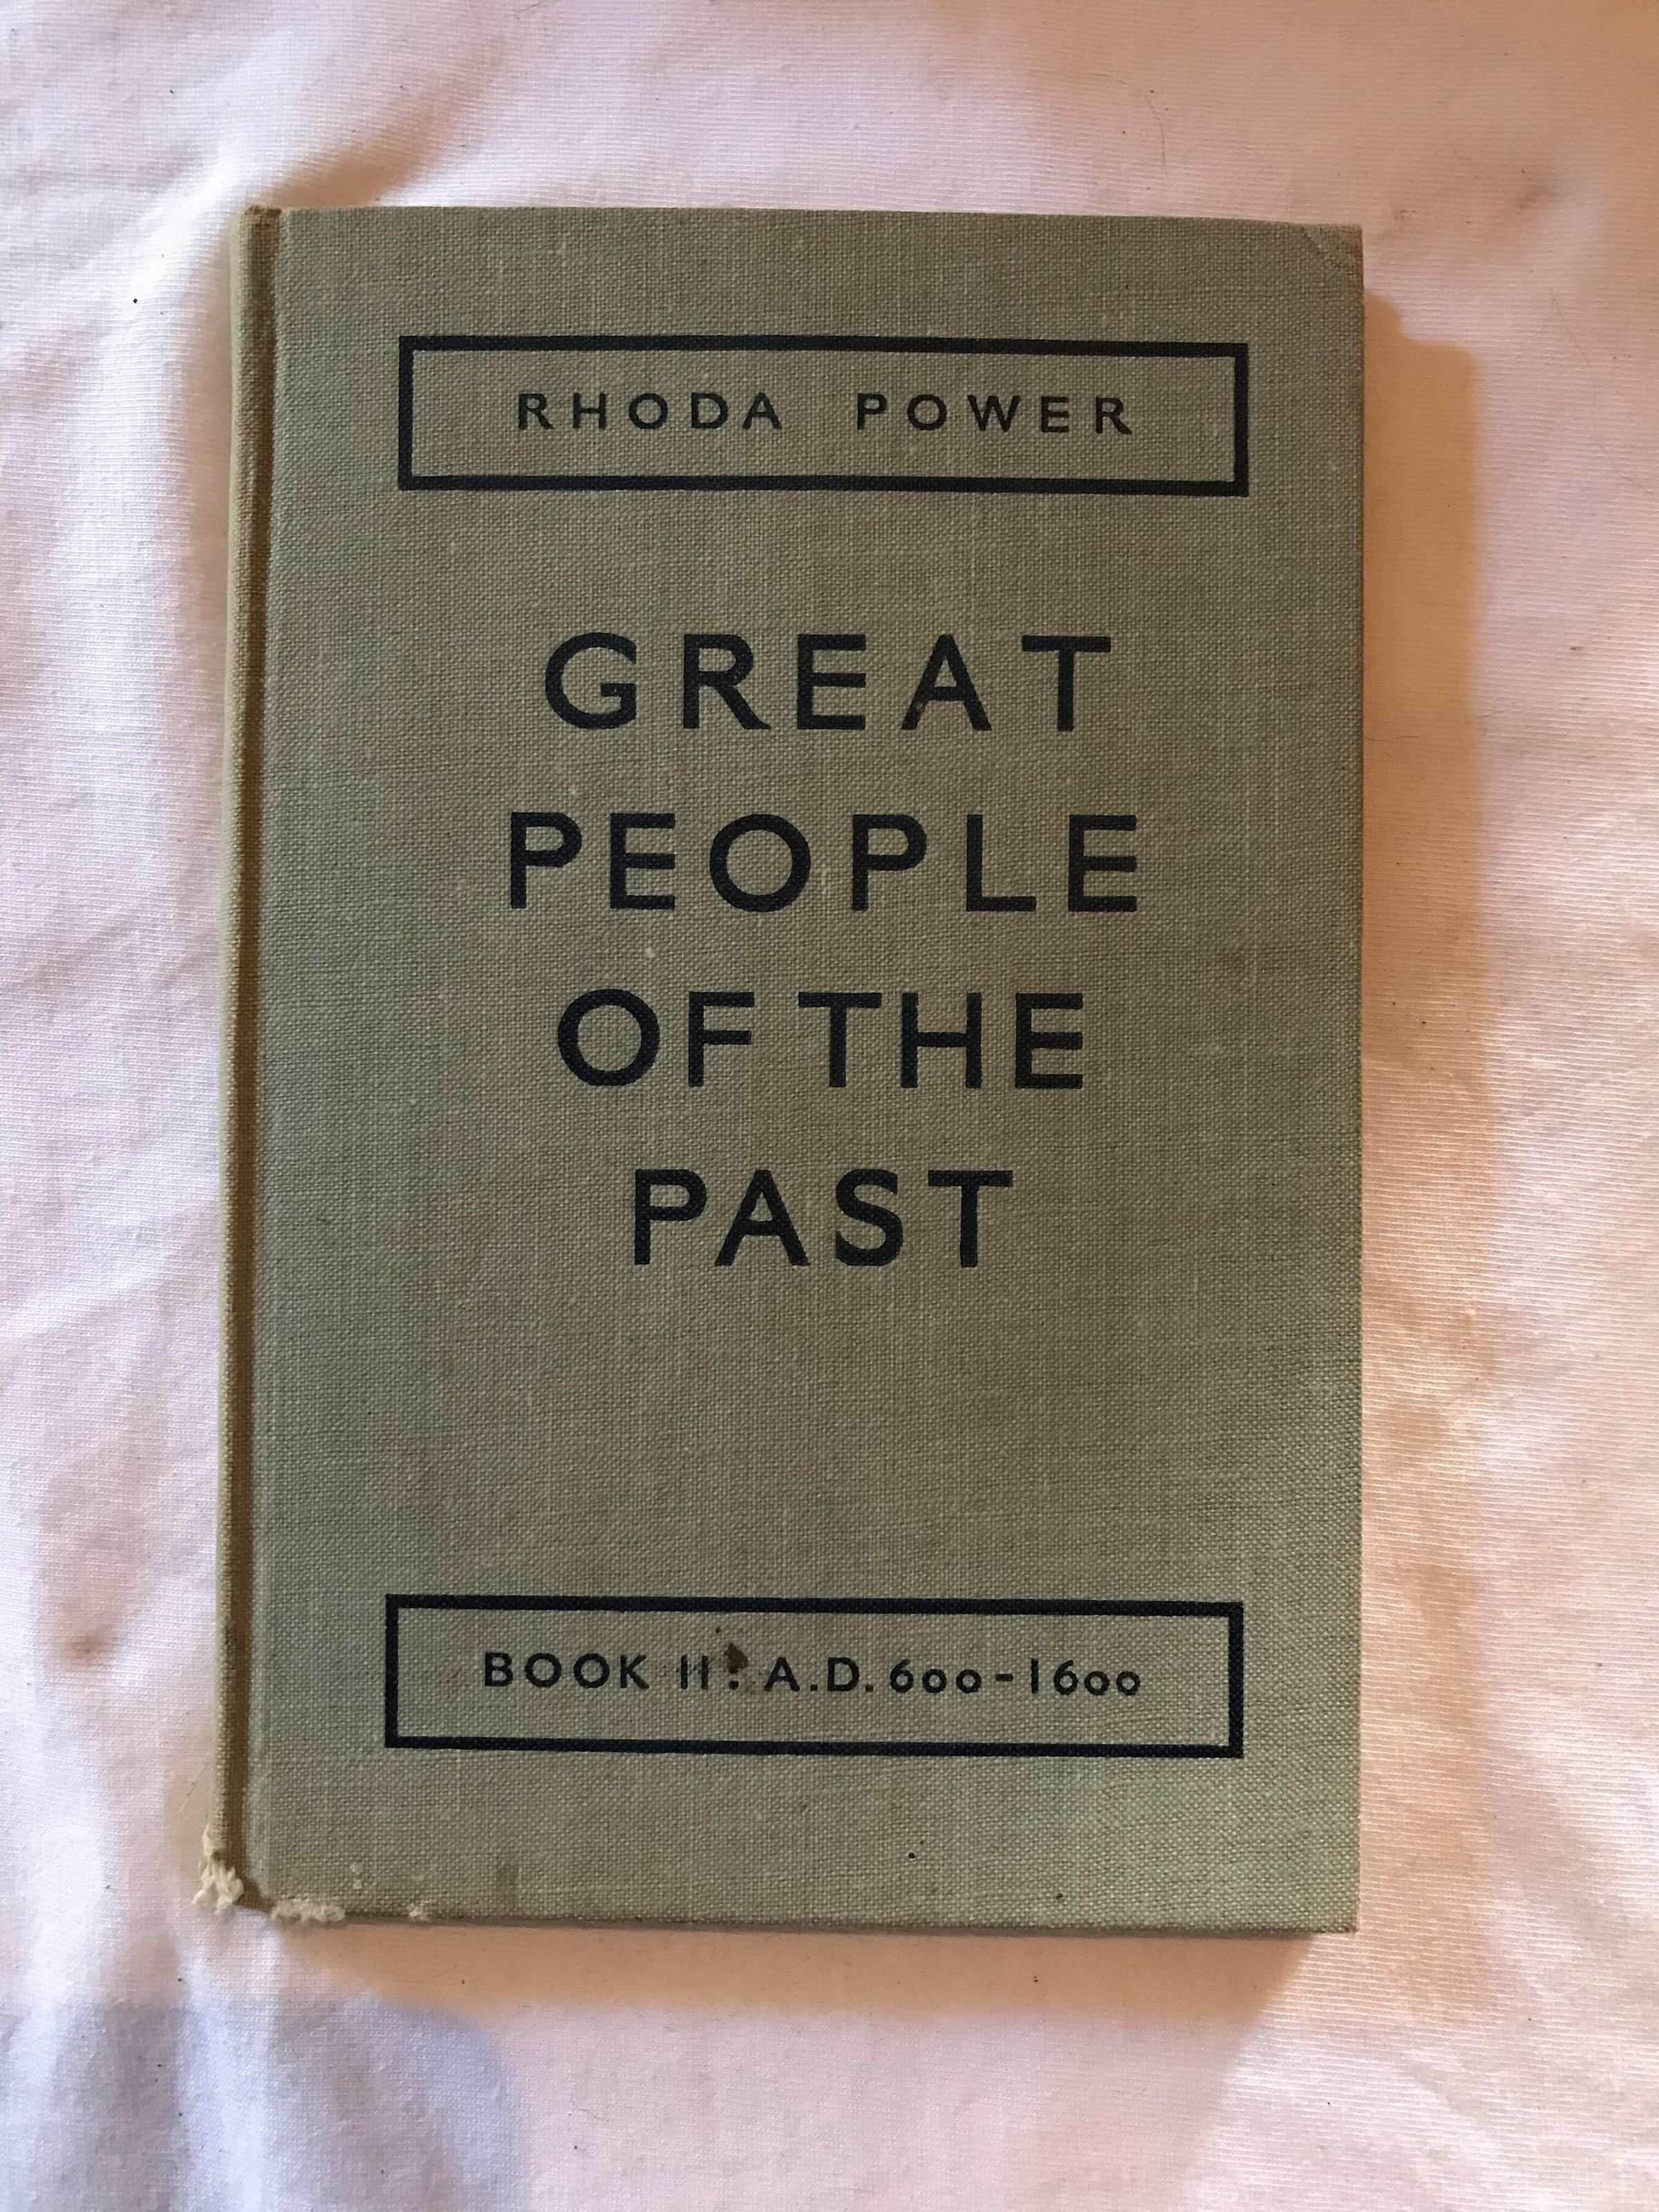 RHODA POWER
GREAT
PEOPLE
OF THE
PAST
BOOK II: A.D. 600-1600